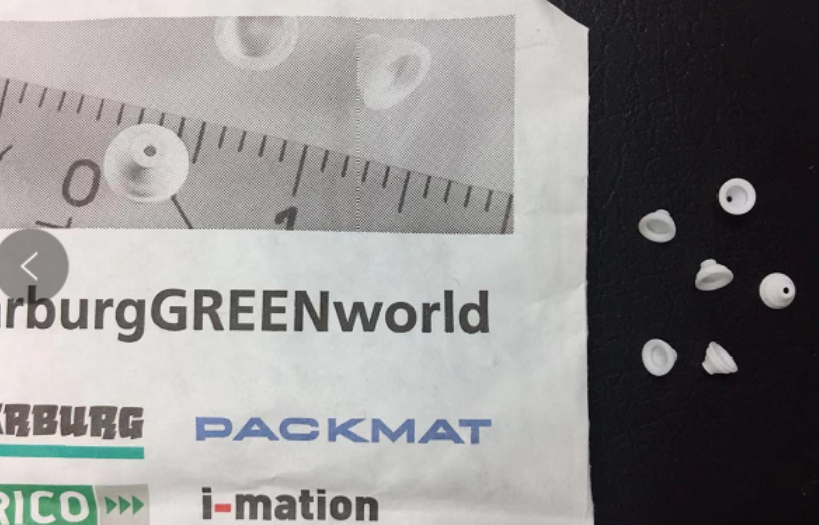 0
1
rburgGREENworld
RBURG PACKMAT
RICO i-mation